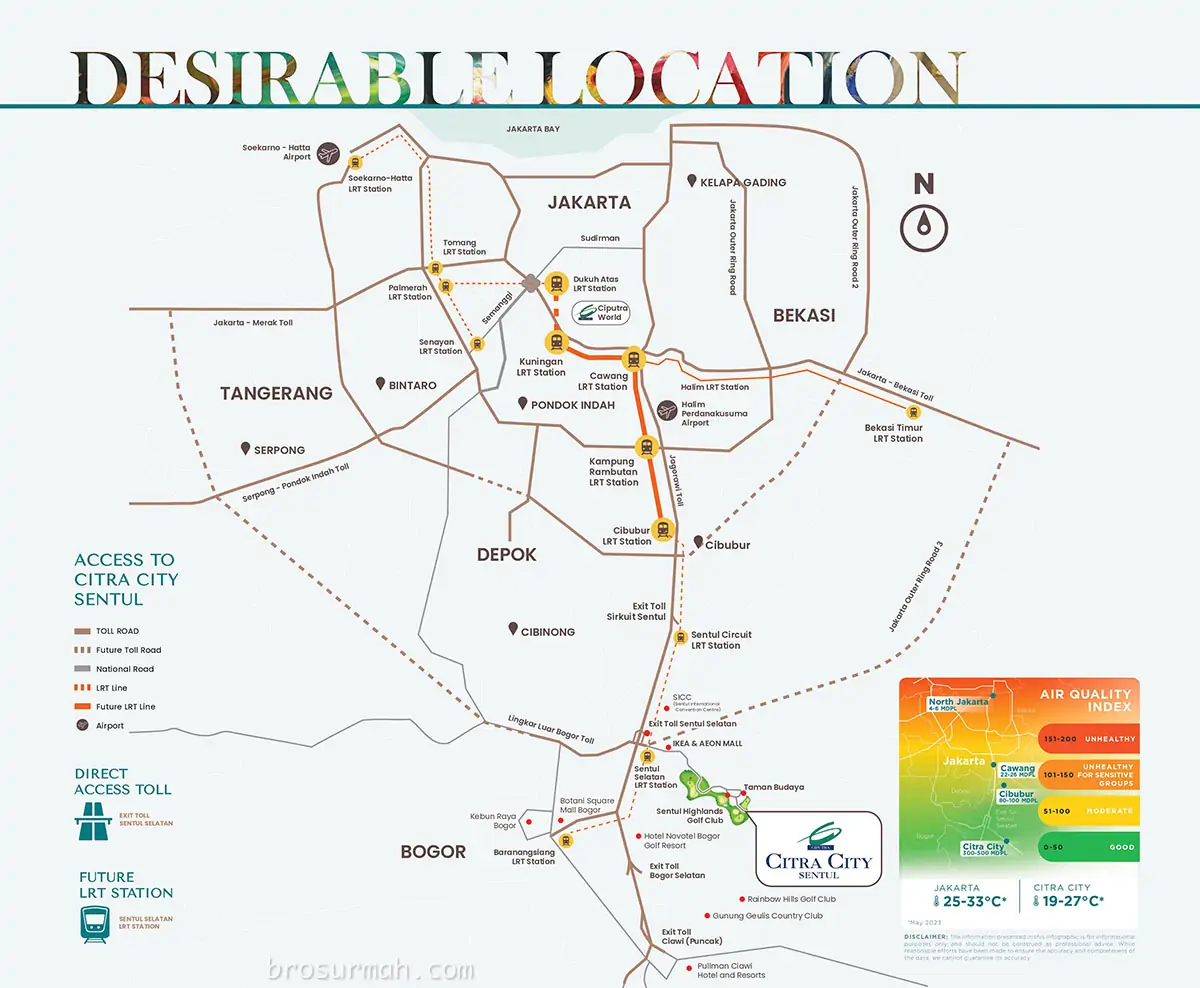 DESIRABLE LOCATION
JAKARTA BAY
Soekarno - Hatta
Airport
Soekarno-Hatta
LRT Station
KELAPA GADING
N
JAKARTA
Jakarta Outer Ring Road
Jakarta Outer Ring Road 2
Sudirman
Tomang
LRT Station
Dukuh Atas
LRT Station
Palmerah
LRT Station
Semanggi
Ciputra
World
BEKASI
Jakarta - Merak Toll
Senayan
LRT Station
Kuningan
LRT Station
Cawang
LRT Station
Halim LRT Station
Jakarta - Bekasi Toll
TANGERANG
BINTARO
PONDOK INDAH
Halim
Perdanakusuma
Airport
Bekasi Timur
LRT Station
SERPONG
Serpong - Pondok Indah Toll
Kampung
Rambutan
LRT Station
Jagorawi Toll
Cibubur
LRT Station
Cibubur
DEPOK
Jakarta Outer Ring Road 3
ACCESS TO
CITRA CITY
SENTUL
TOLL ROAD
Future Toll Road
National Road
LRT Line
Future LRT Line
Airport
Exit Toll
Sirkuit Sentul
CIBINONG
Sentul Circuit
LRT Station
SICC
(Sentul International
Convention Centre)
Lingkar Luar Bogor Toll
Exit Toll Sentul Selatan
IKEA & AEON MALL
Sentul
Selatan
LRT Station
Taman Budaya
Sentul Highlands
Golf Club
Botani Square
Mall Bogor
Kebun Raya
Bogor
Hotel Novotel Bogor
Golf Resort
BOGOR
Baranangsiang
LRT Station
Exit Toll
Bogor Selatan
CIPUTRA
CITRA CITY
SENTUL
Rainbow Hills Golf Club
Gunung Geulis Country Club
Exit Toll
Ciawi (Puncak)
Pullman Ciawi
Hotel and Resorts
DIRECT
ACCESS TOLL
EXIT TOLL
SENTUL SELATAN
FUTURE
LRT STATION
SENTUL SELATAN
LRT STATION
AIR QUALITY
INDEX
North Jakarta
4-6 MDPL
151-200 UNHEALTHY
Jakarta
Cawang
22-26 MDPL
101-150 UNHEALTHY
FOR SENSITIVE
GROUPS
Cibubur
80-100 MDPL
Depok
51-100 MODERATE
Bogor
Citra City
300-500 MDPL
0-50 GOOD
JAKARTA
25-33°C*
CITRA CITY
19-27°C*
*May 2023
DISCLAIMER: The information presented in this infographic is for informational
purposes only and should not be construed as professional advice. While
reasonable efforts have been made to ensure the accuracy and completeness of
the data, we cannot guarantee its accuracy.
brosurmah.com